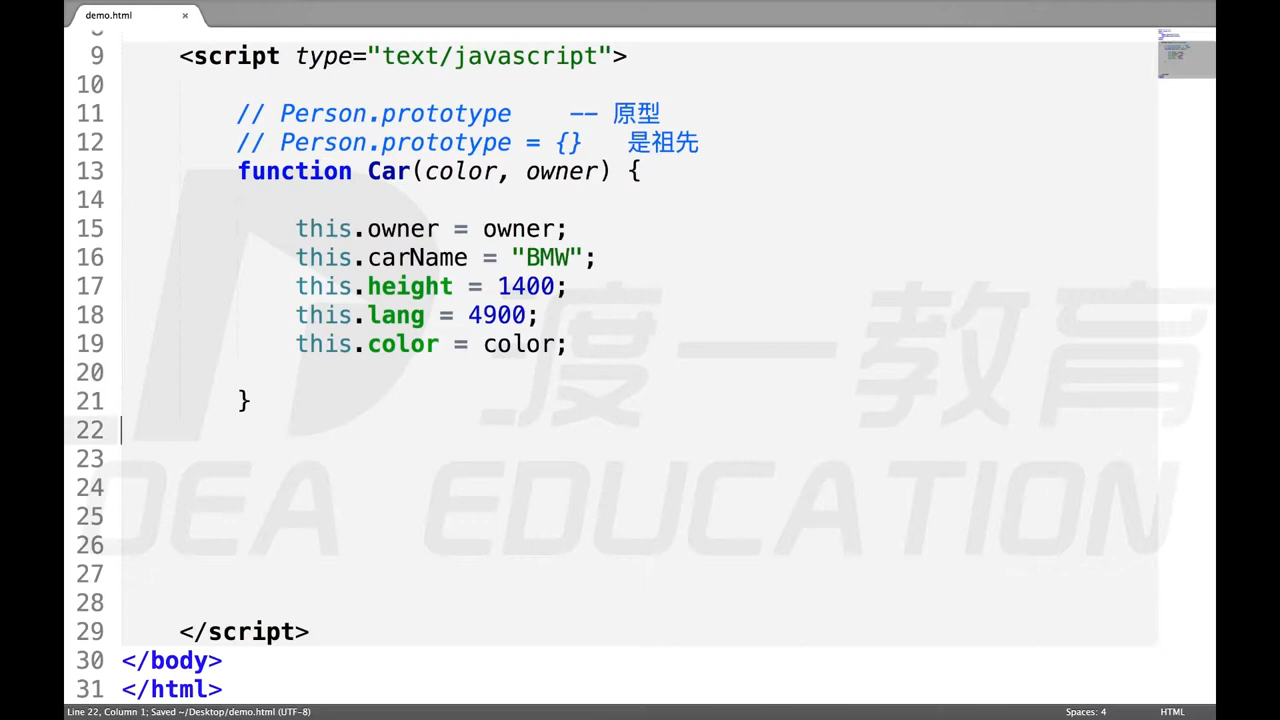 demo.html ×
8
9 <script type="text/javascript">
10
11 // Person.prototype -- 原型
12 // Person.prototype = {} 是祖先
13 function Car(color, owner) {
14
15 this.owner = owner;
16 this.carName = "BMW";
17 this.height = 1400;
18 this.lang = 4900;
19 this.color = color;
20
21 }
22
23
24
25
26
27
28
29 </script>
30 </body>
31 </html>
渡一教育
DEA EDUCATION
Line 22, Column 1; Saved ~/Desktop/demo.html (UTF-8) Spaces: 4 HTML